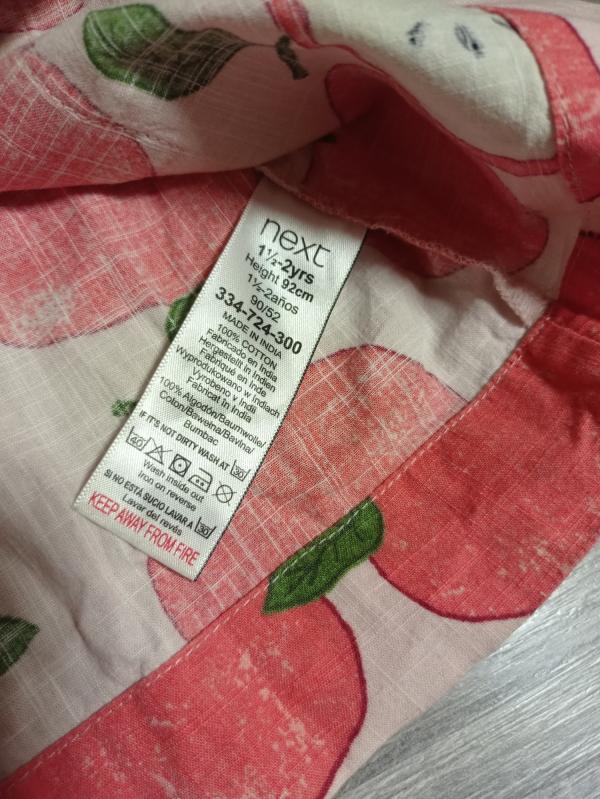 next
1½-2yrs
Height 92cm
1½-2años
90/52
334-724-300
MADE IN INDIA
100% COTTON
Fabricado en India
Hergestellt in Indien
Fabriqué en Inde
Wyprodukowano w Indiach
Vyrobeno v Indii
Fabricat în India
100% Algodón/Baumwolle/
Coton/Bawełna/Bavlna/
Bumbac
IF IT'S NOT DIRTY WASH AT 30
40
Wash inside out
Iron on reverse
SI NO ESTÁ SUCIO LAVAR A 30
Lavar del revés
KEEP AWAY FROM FIRE